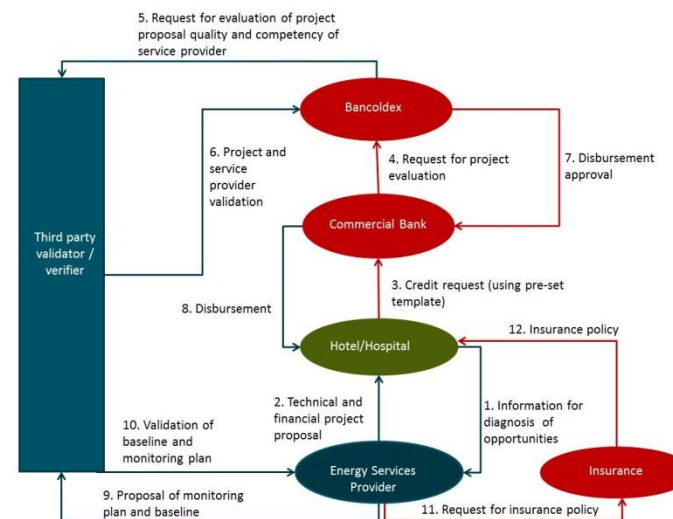 5. Request for evaluation of project
proposal quality and competency of
service provider
Bancoldex
6. Project and
service
provider
validation
4. Request for project
evaluation
7. Disbursement
approval
Third party
validator /
verifier
Commercial Bank
3. Credit request (using pre-set
template)
8. Disbursement
12. Insurance policy
Hotel/Hospital
2. Technical and
financial project
proposal
1. Information for
diagnosis of
opportunities
10. Validation of
baseline and
monitoring plan
Energy Services
Provider
Insurance
9. Proposal of monitoring
plan and baseline
11. Request for insurance policy